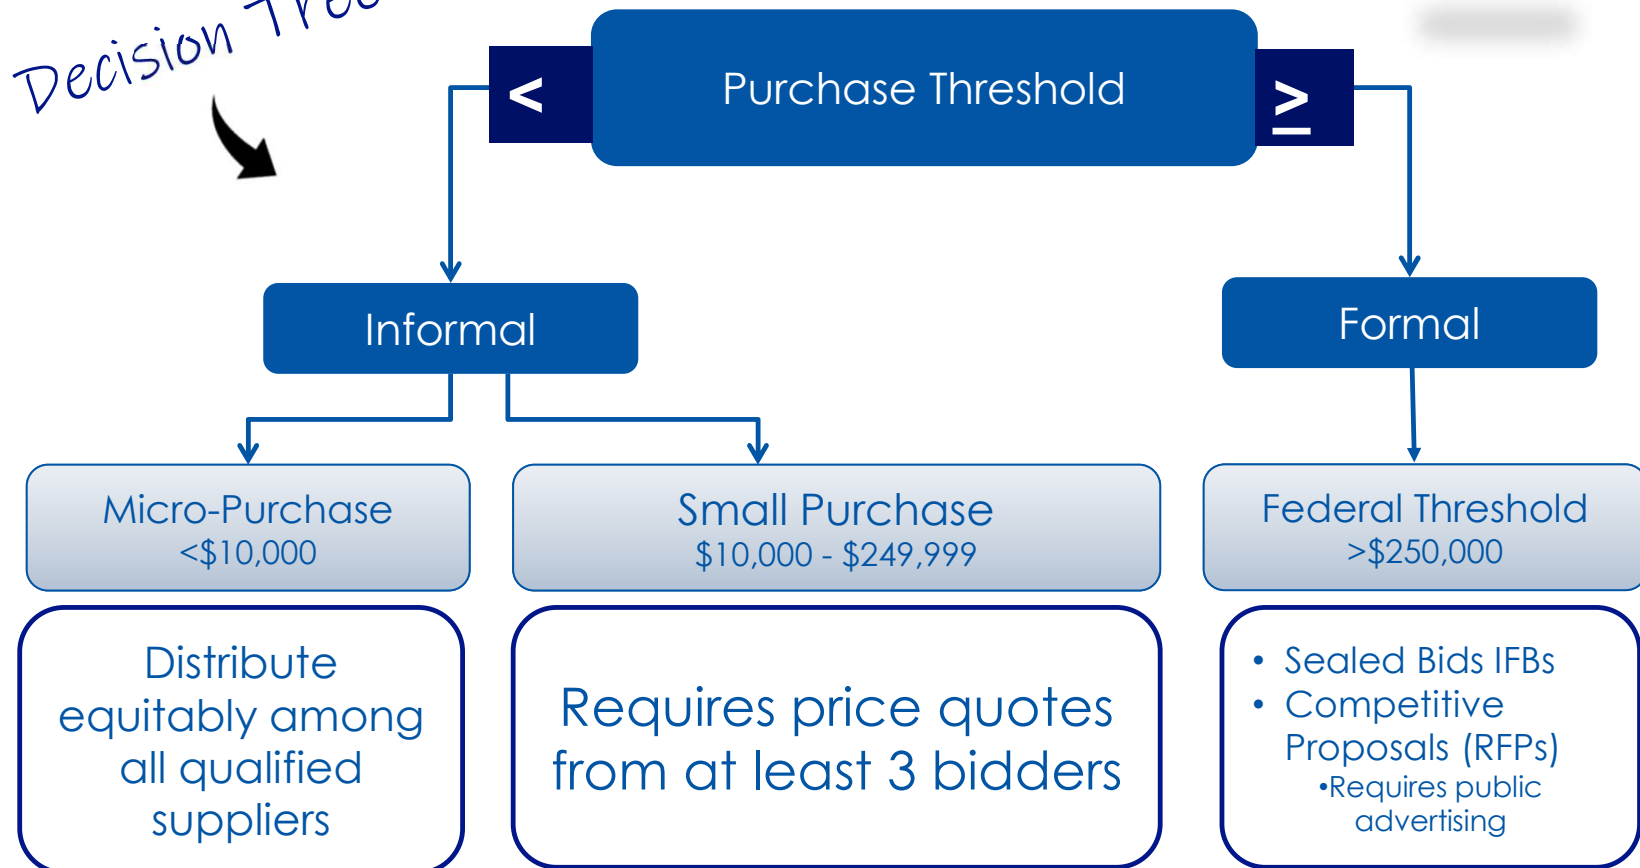 Decision Tree
<
Purchase Threshold
≥
Informal
Formal
Micro-Purchase
<$10,000
Small Purchase
$10,000 - $249,999
Federal Threshold
>$250,000
Distribute
equitably among
all qualified
suppliers
Requires price quotes
from at least 3 bidders
• Sealed Bids IFBs
• Competitive
Proposals (RFPs)
•Requires public
advertising